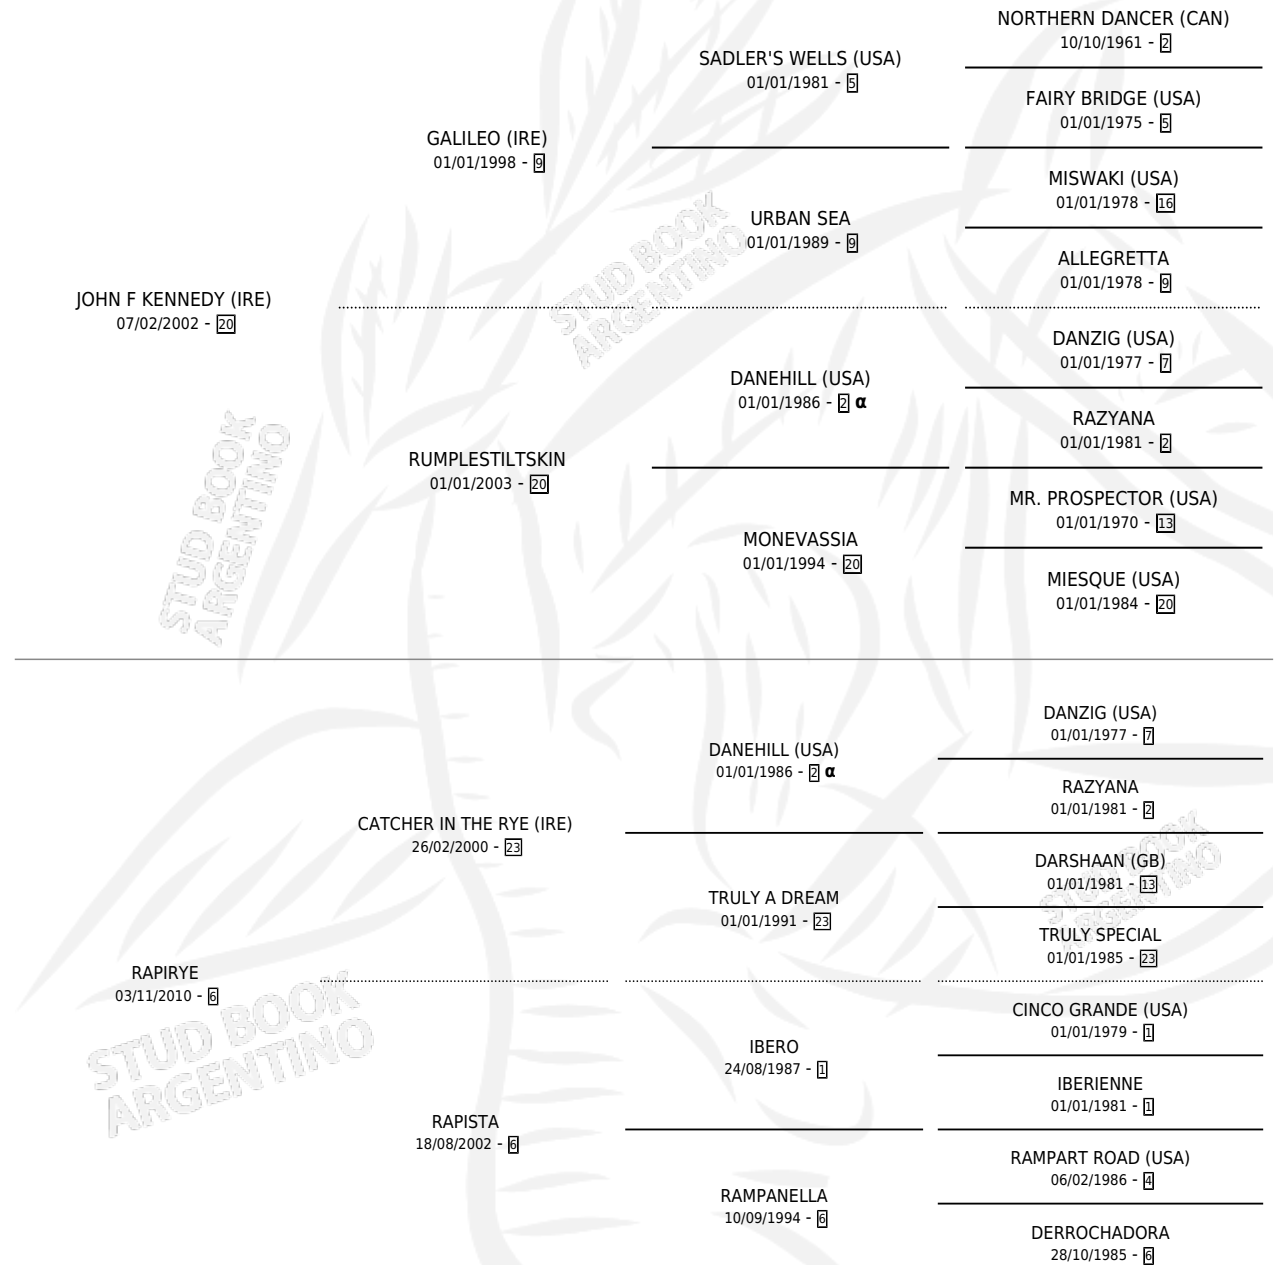 NORTHERN DANCER (CAN)
10/10/1961 - 2
SADLER'S WELLS (USA)
01/01/1981 - 5
FAIRY BRIDGE (USA)
01/01/1975 - 5
GALILEO (IRE)
01/01/1998 - 9
MISWAKI (USA)
01/01/1978 - 16
URBAN SEA
01/01/1989 - 9
ALLEGRETTA
01/01/1978 - 9
JOHN F KENNEDY (IRE)
07/02/2002 - 20
DANZIG (USA)
01/01/1977 - 7
DANEHILL (USA)
01/01/1986 - 2 α
RAZYANA
01/01/1981 - 2
RUMPLESTILTSKIN
01/01/2003 - 20
MR. PROSPECTOR (USA)
01/01/1970 - 13
MONEVASSIA
01/01/1994 - 20
MIESQUE (USA)
01/01/1984 - 20
STUD BOOK
ARGENTINO
STUD BOOK
ARGENTINO
DANZIG (USA)
01/01/1977 - 7
DANEHILL (USA)
01/01/1986 - 2 α
RAZYANA
01/01/1981 - 2
CATCHER IN THE RYE (IRE)
26/02/2000 - 23
DARSHAAN (GB)
01/01/1981 - 13
TRULY A DREAM
01/01/1991 - 23
TRULY SPECIAL
01/01/1985 - 23
RAPIRYE
03/11/2010 - 6
CINCO GRANDE (USA)
01/01/1979 - 1
IBERO
24/08/1987 - 1
IBERIENNE
01/01/1981 - 1
RAPISTA
18/08/2002 - 6
RAMPART ROAD (USA)
06/02/1986 - 4
RAMPANELLA
10/09/1994 - 6
DERROCHADORA
28/10/1985 - 6
STUD BOOK
ARGENTINO
STUD BOOK
ARGENTINO